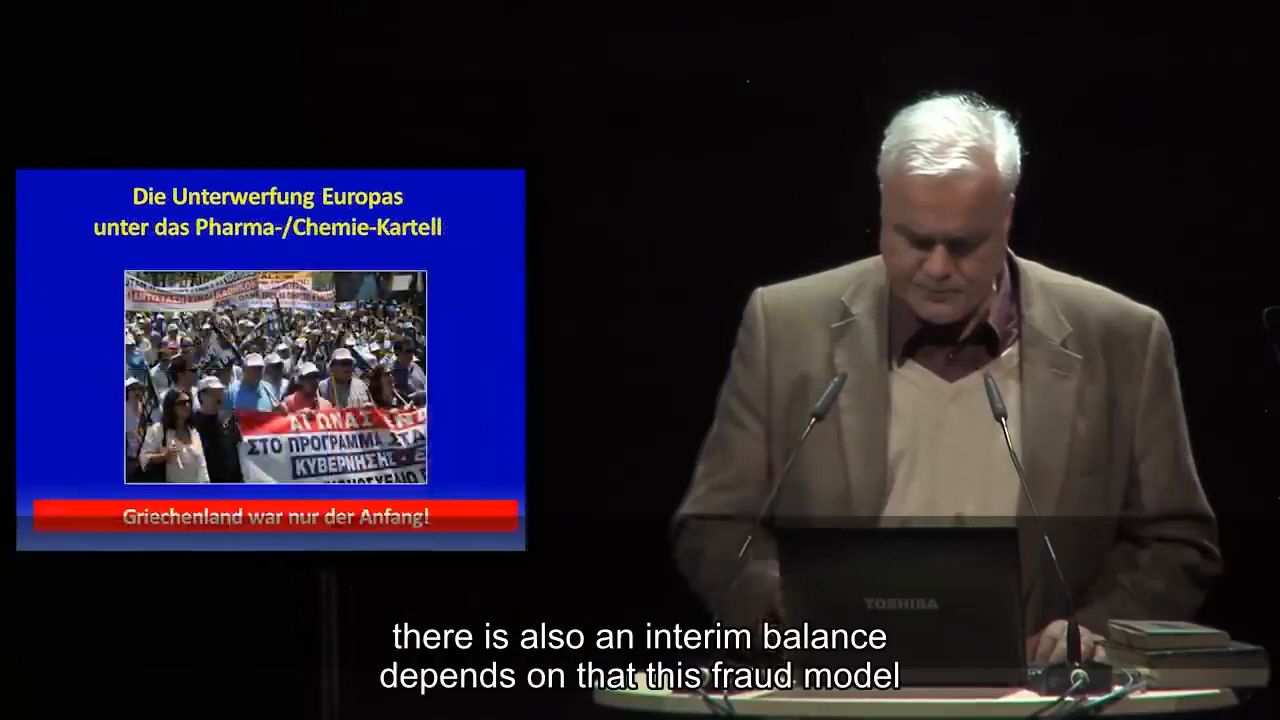 Die Unterwerfung Europas
unter das Pharma-/Chemie-Kartell
ΣΤΟ ΠΡΟΓΡΑΜΜΑ
ΚΥΒΕΡΝΗΣΗΣ
Griechenland war nur der Anfang!
TOSHIBA
there is also an interim balance
depends on that this fraud model